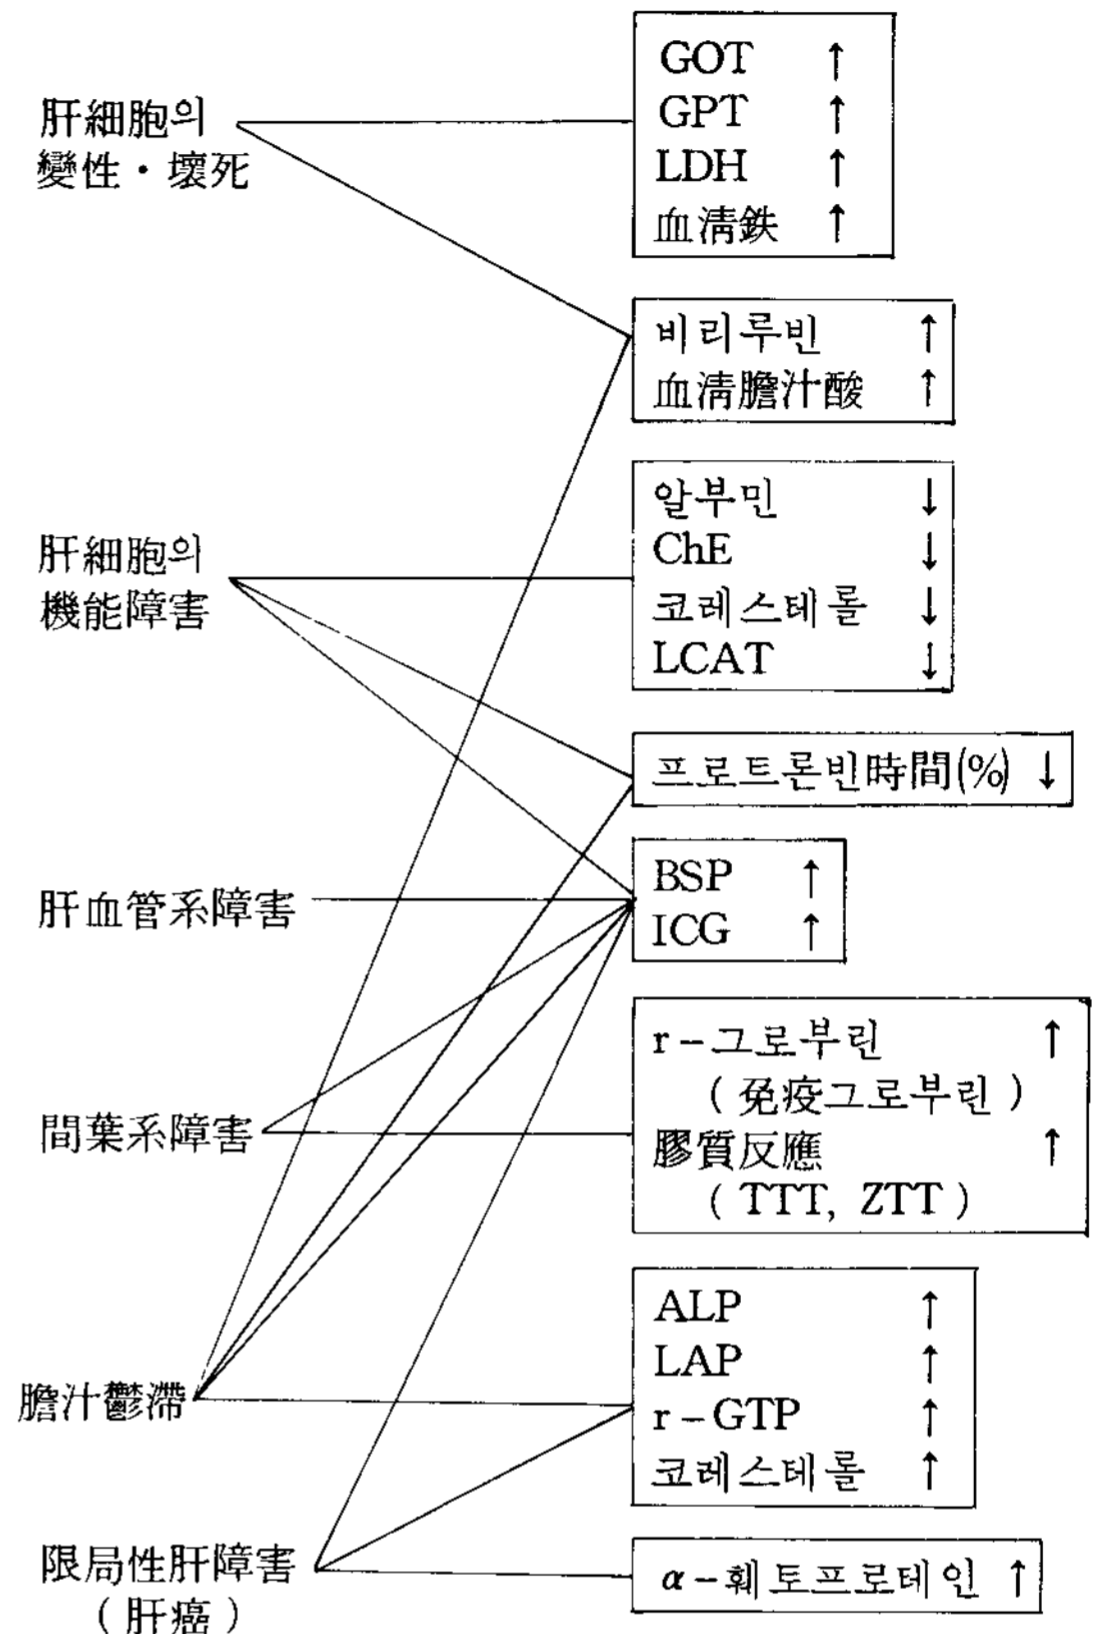 肝細胞의
變性・壞死
GOT ↑
GPT ↑
LDH ↑
血淸鉄 ↑
비리루빈 ↑
血淸膽汁酸 ↑
肝細胞의
機能障害
알부민 ↓
ChE ↓
코레스테롤 ↓
LCAT ↓
프로트론빈時間(%) ↓
肝血管系障害
BSP ↑
ICG ↑
間葉系障害
r-그로부린 ↑
(免疫그로부린)
膠質反應 ↑
(TTT, ZTT)
膽汁鬱滯
ALP ↑
LAP ↑
r-GTP ↑
코레스테롤 ↑
限局性肝障害
(肝癌)
α-훼토프로테인 ↑